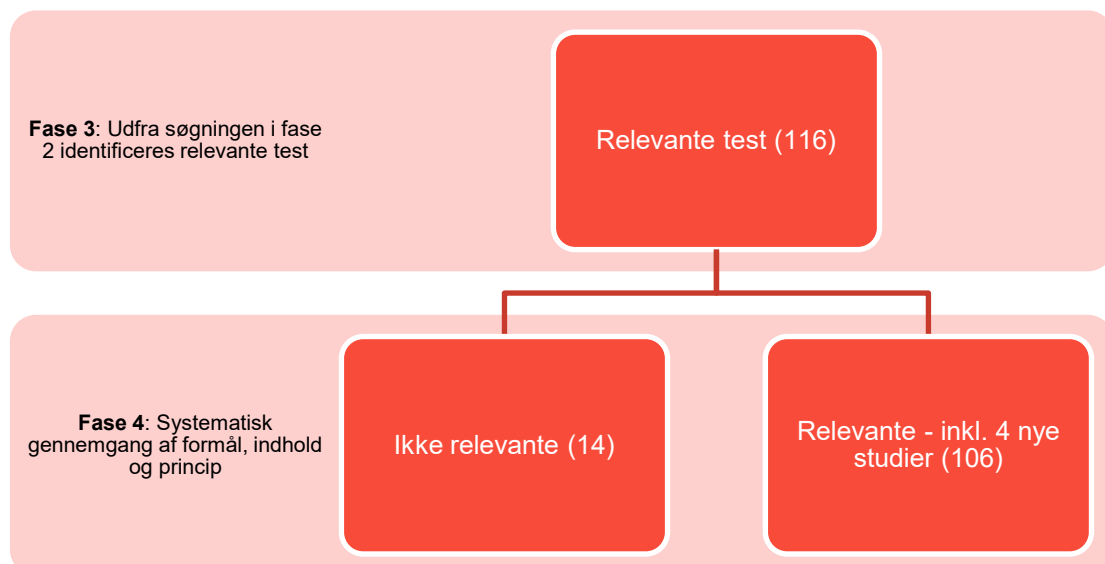 Fase 3: Udfra søgningen i fase
2 identificeres relevante test
Relevante test (116)
Fase 4: Systematisk
gennemgang af formål, indhold
og princip
Ikke relevante (14)
Relevante - inkl. 4 nye
studier (106)